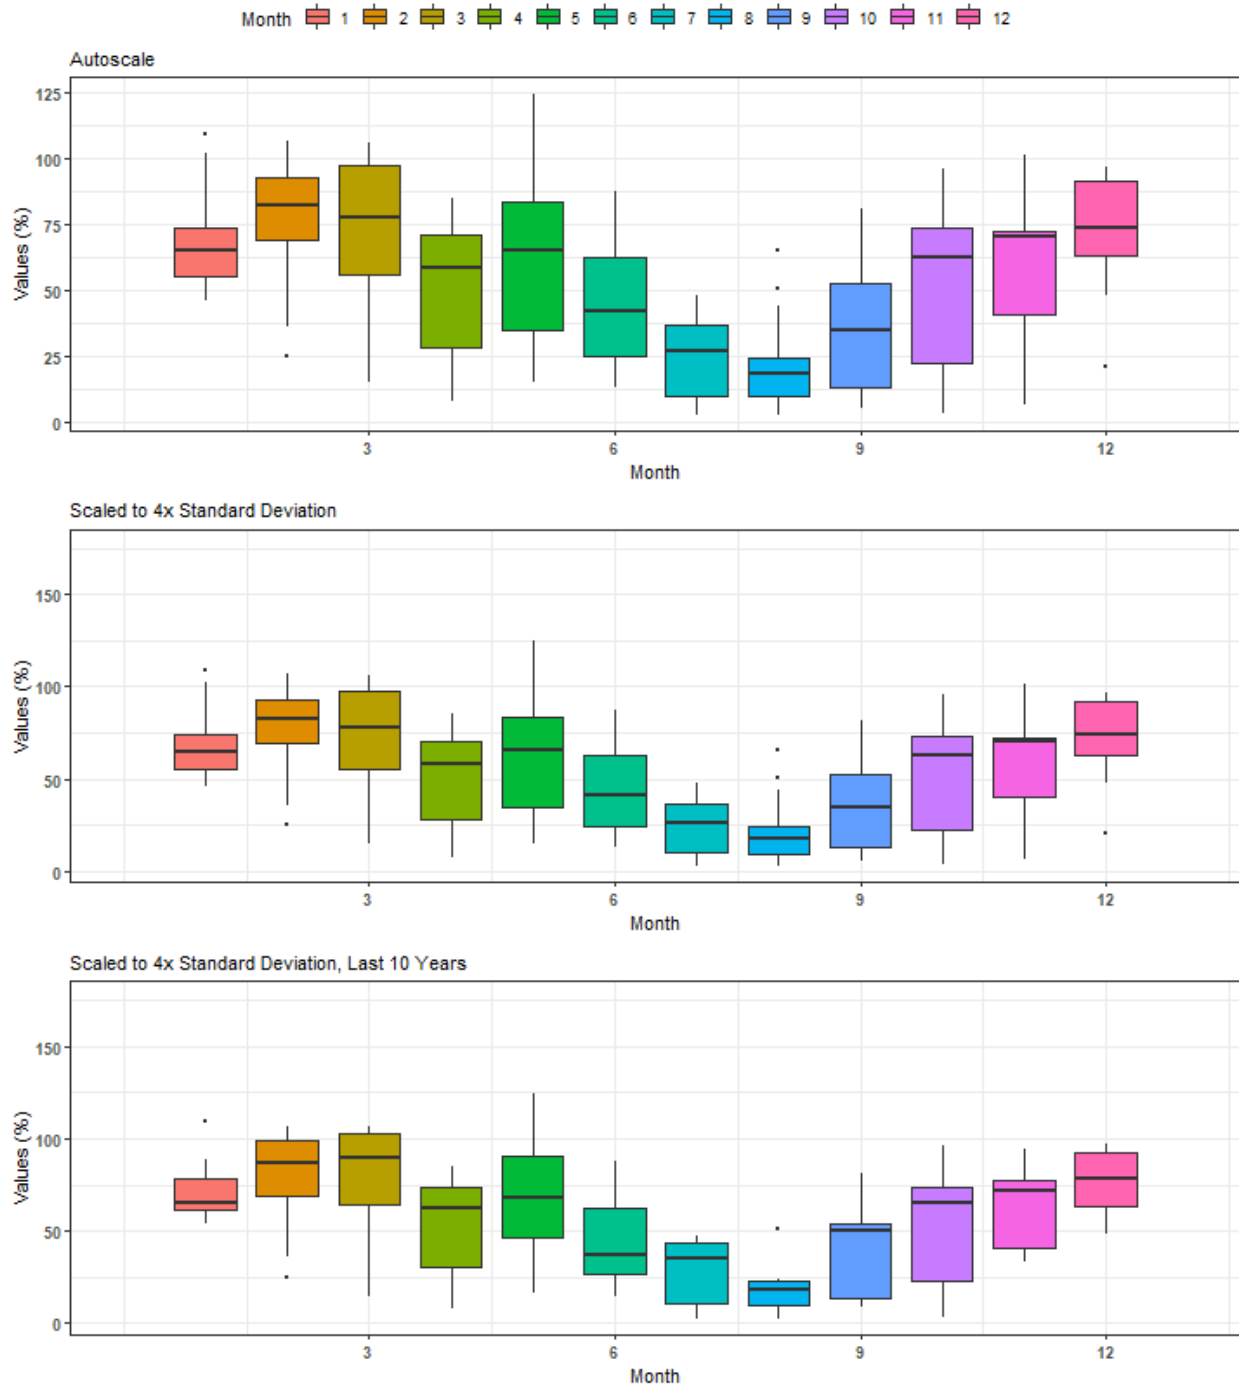 Month 1 2 3 4 5 6 7 8 9 10 11 12
Autoscale
Values (%)
125
100
75
50
25
0
3 6 9 12
Month
Scaled to 4x Standard Deviation
Values (%)
150
100
50
0
3 6 9 12
Month
Scaled to 4x Standard Deviation, Last 10 Years
Values (%)
150
100
50
0
3 6 9 12
Month